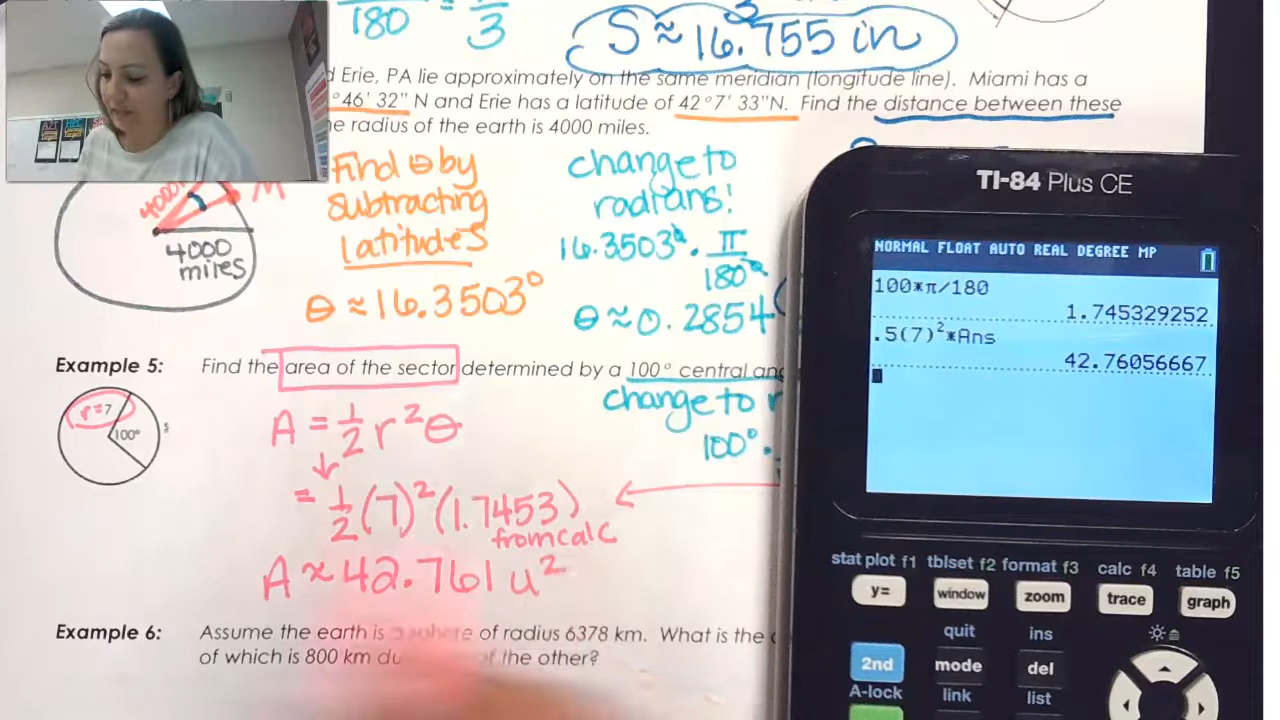 180 = 3
S ≈ 16.755 in
d Erie, PA lie approximately on the same meridian (longitude line). Miami has a
°46' 32" N and Erie has a latitude of 42°7' 33"N. Find the distance between these
e radius of the earth is 4000 miles.
4000
4000
miles
Find θ by
subtracting
latitudes
θ ≈ 16.3503°
change to
radians!
16.3503° · π
180°
θ ≈ 0.2854
Example 5: Find the area of the sector determined by a 100° central
r=7
100°
s
A = 1/2 r²θ
= 1/2 (7)² (1.7453)
from calc
A ≈ 42.761 u²
change to
100° ·
Example 6: Assume the earth is a sphere of radius 6378 km. What is the
of which is 800 km of the other?
TI-84 Plus CE
NORMAL FLOAT AUTO REAL DEGREE MP
100*π/180
1.745329252
.5(7)²*Ans
42.76056667
stat plot f1 tblset f2 format f3 calc f4 table f5
y= window zoom trace graph
quit ins
2nd mode del
A-lock link list